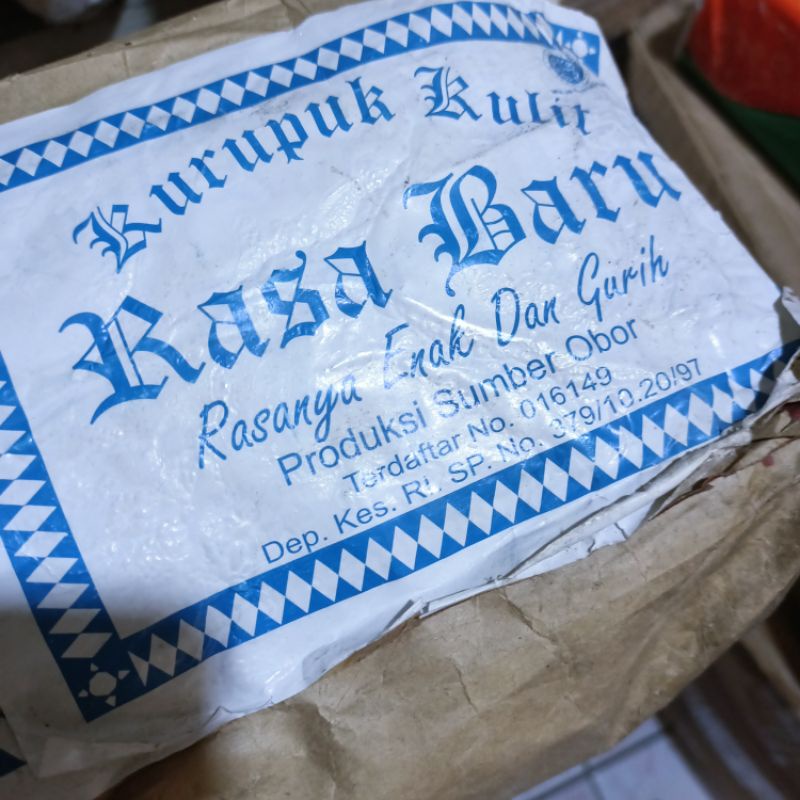 Kurupuk Kulit
Rasa Baru
Rasanya Enak Dan Gurih
Produksi Sumber Obor
Terdaftar No. 016149
Dep. Kes. RI. SP. No. 379/10.20/97